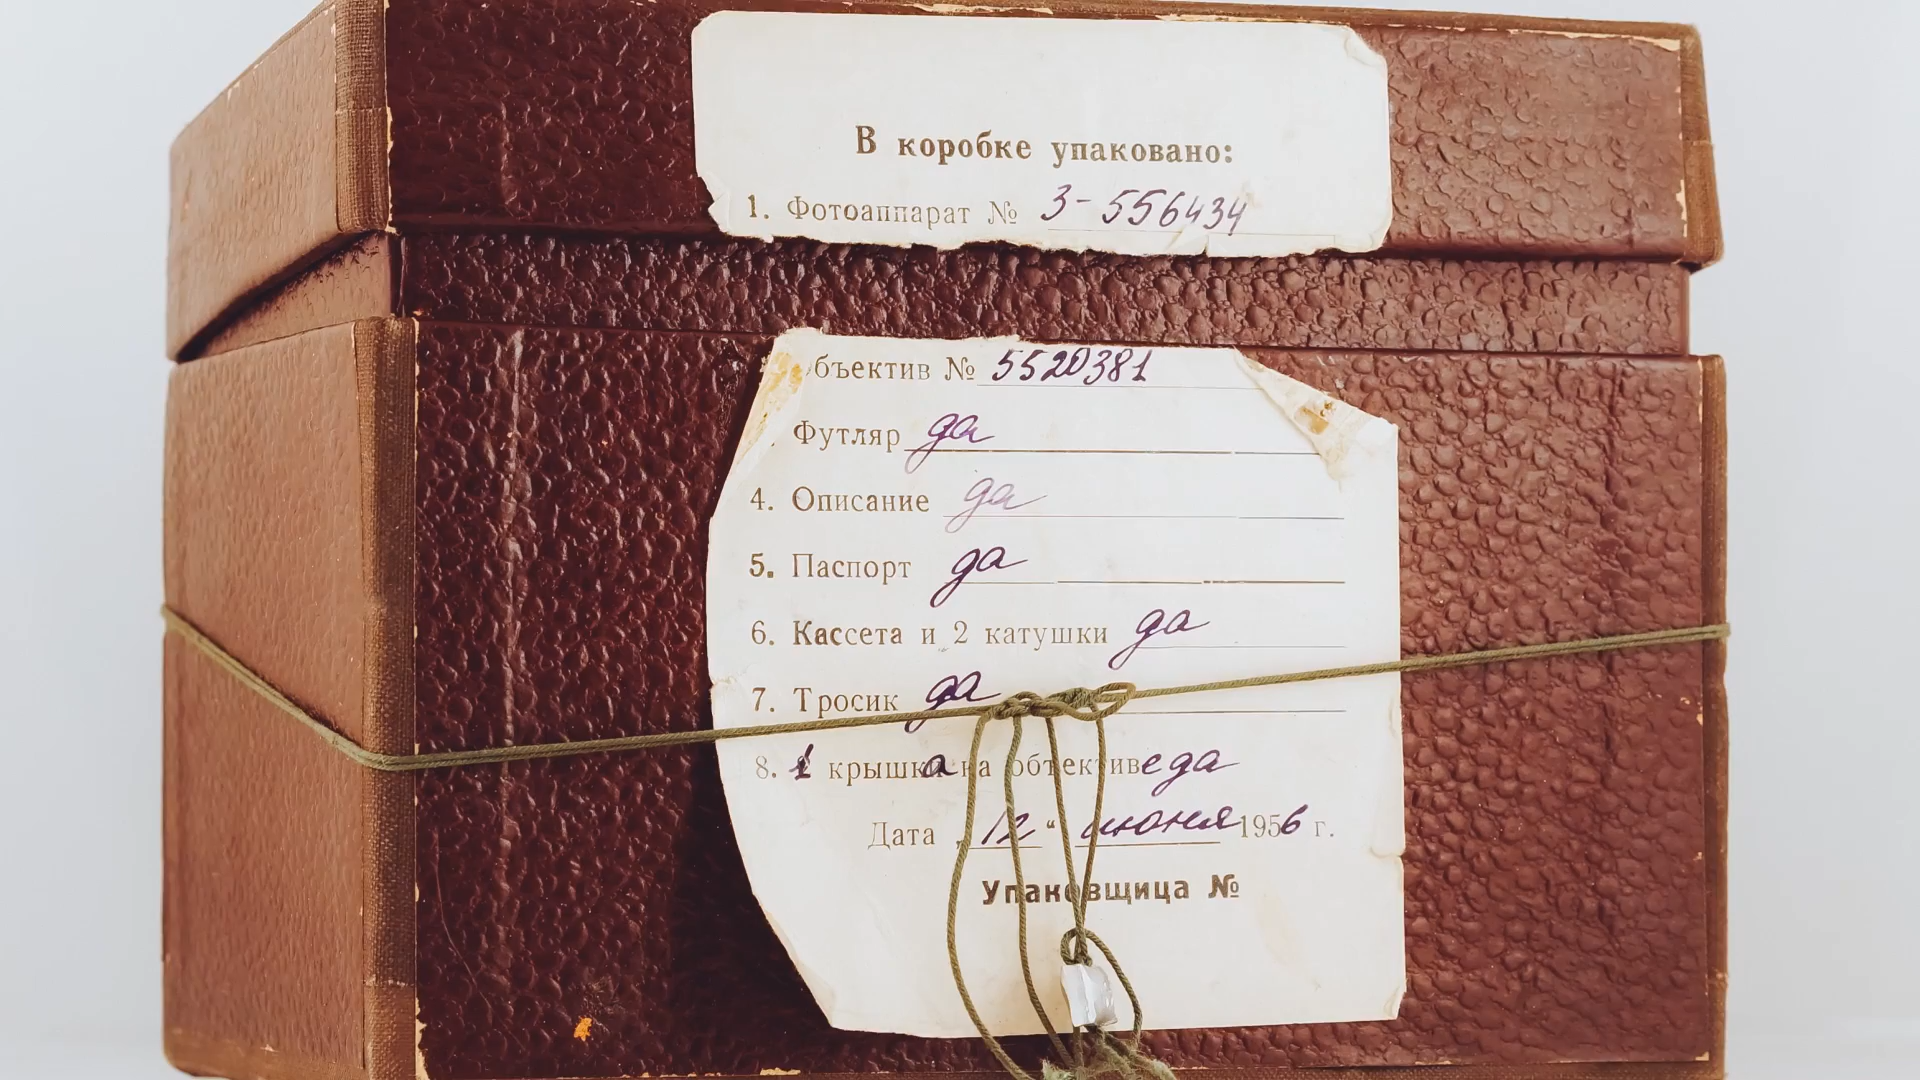 В коробке упаковано:
1. Фотоаппарат № 3-556434
бъектив № 5520381
Футляр да
4. Описание да
5. Паспорт да
6. Кассета и 2 катушки да
7. Тросик да
8. 1 крышка на объективе да
Дата „12“ июня 1956 г.
Упаковщица №